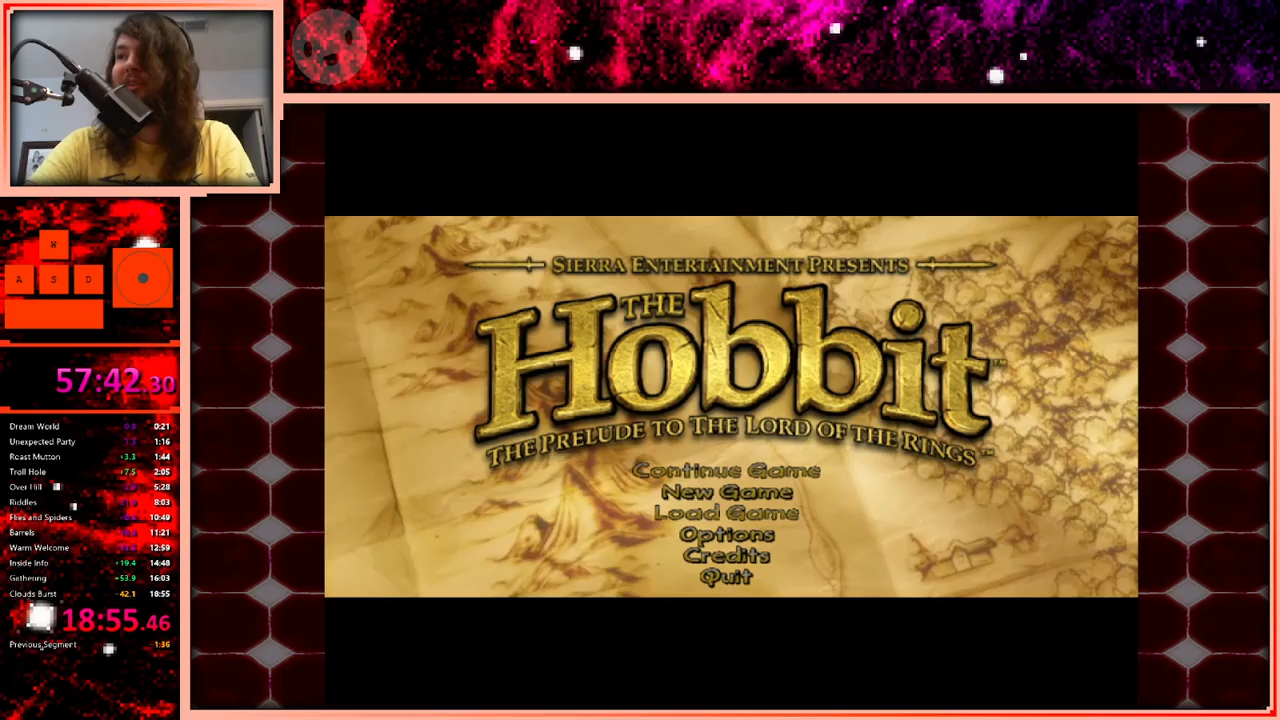 W
A S D
57:42.30
Dream World 0:21
Unexpected Party 1:16
Roast Mutton +3.3 1:44
Troll Hole +7.5 2:05
Over Hill 5:28
Riddles 8:03
Flies and Spiders 10:49
Barrels 11:21
Warm Welcome 12:59
Inside Info +19.4 14:48
Gathering +53.9 16:03
Clouds Burst -42.1 18:55
18:55.46
Previous Segment -1:36
SIERRA ENTERTAINMENT PRESENTS
THE
Hobbit™
THE PRELUDE TO THE LORD OF THE RINGS™
Continue Game
New Game
Load Game
Options
Credits
Quit